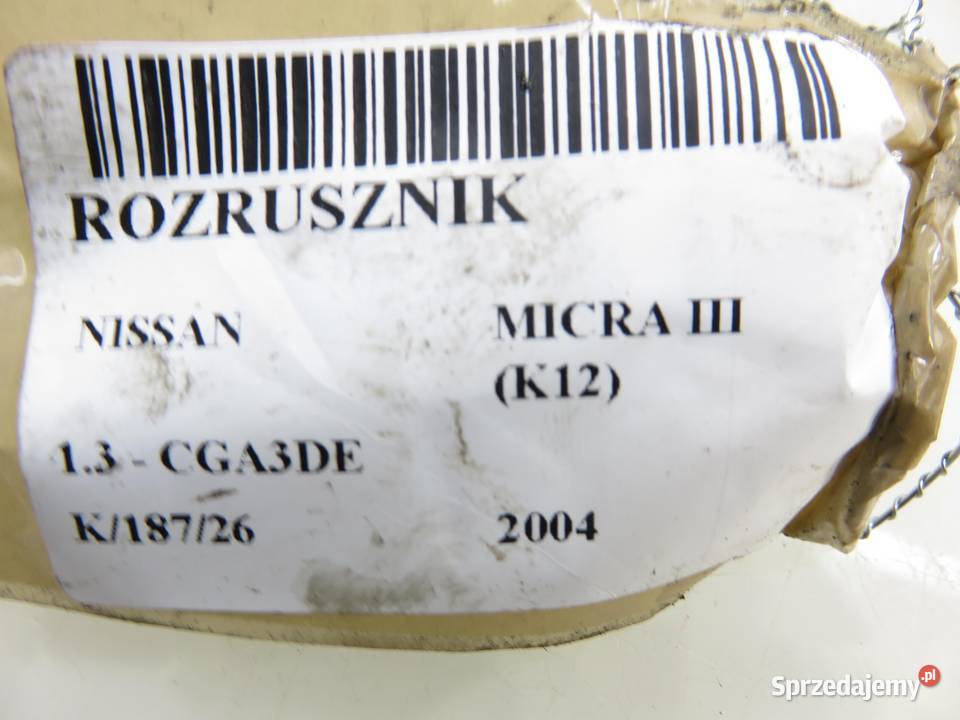 ROZRUSZNIK
NISSAN MICRA III
(K12)
1.3 - CGA3DE
K/187/26 2004
Sprzedajemy.pl